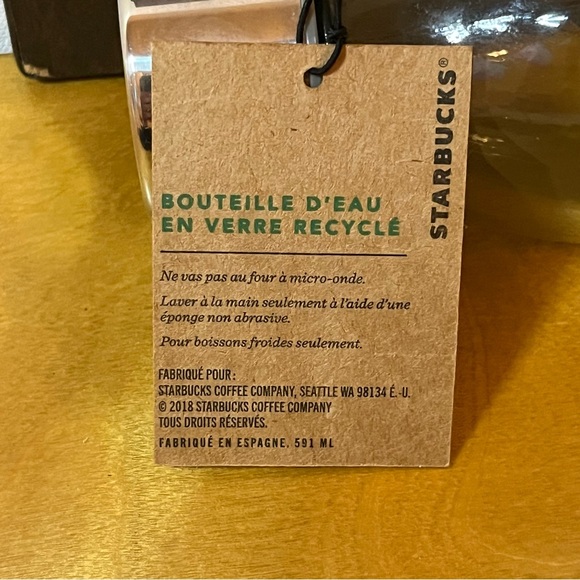 STARBUCKS®
BOUTEILLE D'EAU
EN VERRE RECYCLÉ
Ne vas pas au four à micro-onde.
Laver à la main seulement à l'aide d'une
éponge non abrasive.
Pour boissons froides seulement.
FABRIQUÉ POUR:
STARBUCKS COFFEE COMPANY, SEATTLE WA 98134 É.-U.
© 2018 STARBUCKS COFFEE COMPANY
TOUS DROITS RÉSERVÉS.
FABRIQUÉ EN ESPAGNE. 591 ML